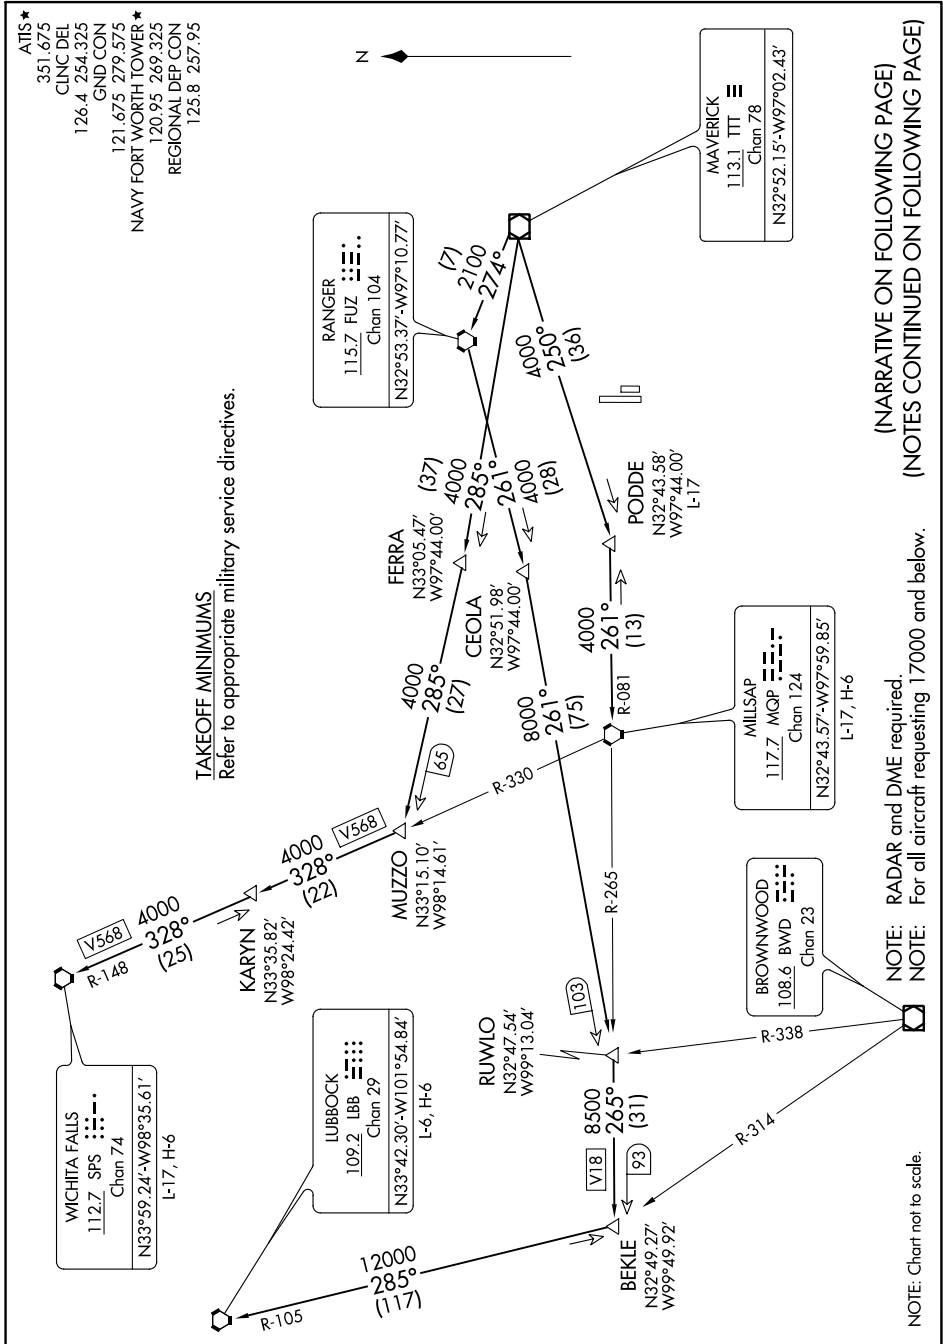 ATIS★
351.675
CLNC DEL
126.4 254.325
GND CON
121.675 279.575
NAVY FORT WORTH TOWER★
120.95 269.325
REGIONAL DEP CON
125.8 257.95
TAKEOFF MINIMUMS
Refer to appropriate military service directives.
N
WICHITA FALLS
112.7 SPS
Chan 74
N33°59.24'-W98°35.61'
L-17, H-6
R-148
V568
4000
328°
(25)
KARYN
N33°35.82'
W98°24.42'
4000
328°
(22)
V568
MUZZO
N33°15.10'
W98°14.61'
65
4000
285°
(27)
FERRA
N33°05.47'
W97°44.00'
(37)
4000
285°
RANGER
115.7 FUZ
Chan 104
N32°53.37'-W97°10.77'
(7)
2100
274°
MAVERICK
113.1 TTT
Chan 78
N32°52.15'-W97°02.43'
261°
4000
(28)
CEOLA
N32°51.98'
W97°44.00'
8000
261°
(75)
4000
250°
(36)
PODDE
N32°43.58'
W97°44.00'
L-17
4000
261°
(13)
R-081
MILLSAP
117.7 MQP
Chan 124
N32°43.57'-W97°59.85'
L-17, H-6
R-330
R-265
LUBBOCK
109.2 LBB
Chan 29
N33°42.30'-W101°54.84'
L-6, H-6
R-105
12000
285°
(117)
BEKLE
N32°49.27'
W99°49.92'
93
V18
8500
265°
(31)
RUWLO
N32°47.54'
W99°13.04'
103
R-338
R-314
BROWNWOOD
108.6 BWD
Chan 23
NOTE: RADAR and DME required.
NOTE: For all aircraft requesting 17000 and below.
NOTE: Chart not to scale.
(NARRATIVE ON FOLLOWING PAGE)
(NOTES CONTINUED ON FOLLOWING PAGE)